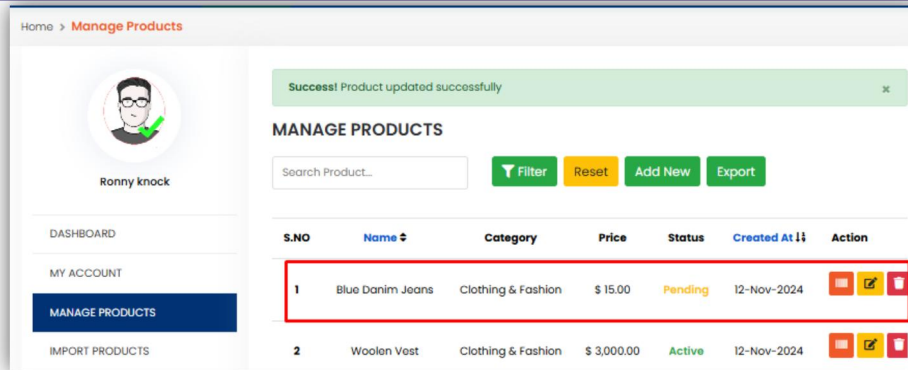 Home > Manage Products
Success! Product updated successfully ×
MANAGE PRODUCTS
Search Product... Filter Reset Add New Export
Ronny knock
DASHBOARD
MY ACCOUNT
MANAGE PRODUCTS
IMPORT PRODUCTS
S.NO Name Category Price Status Created At Action
1 Blue Danim Jeans Clothing & Fashion $ 15.00 Pending 12-Nov-2024
2 Woolen Vest Clothing & Fashion $ 3,000.00 Active 12-Nov-2024